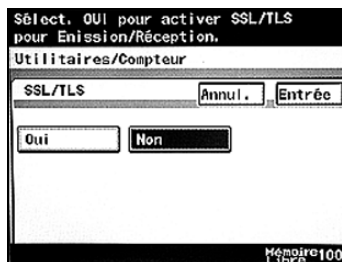 Sélect. OUI pour activer SSL/TLS
pour Enission/Réception.
Utilitaires/Compteur
SSL/TLS Annul. Entrée
Oui Non
Mémoire 100
Libre